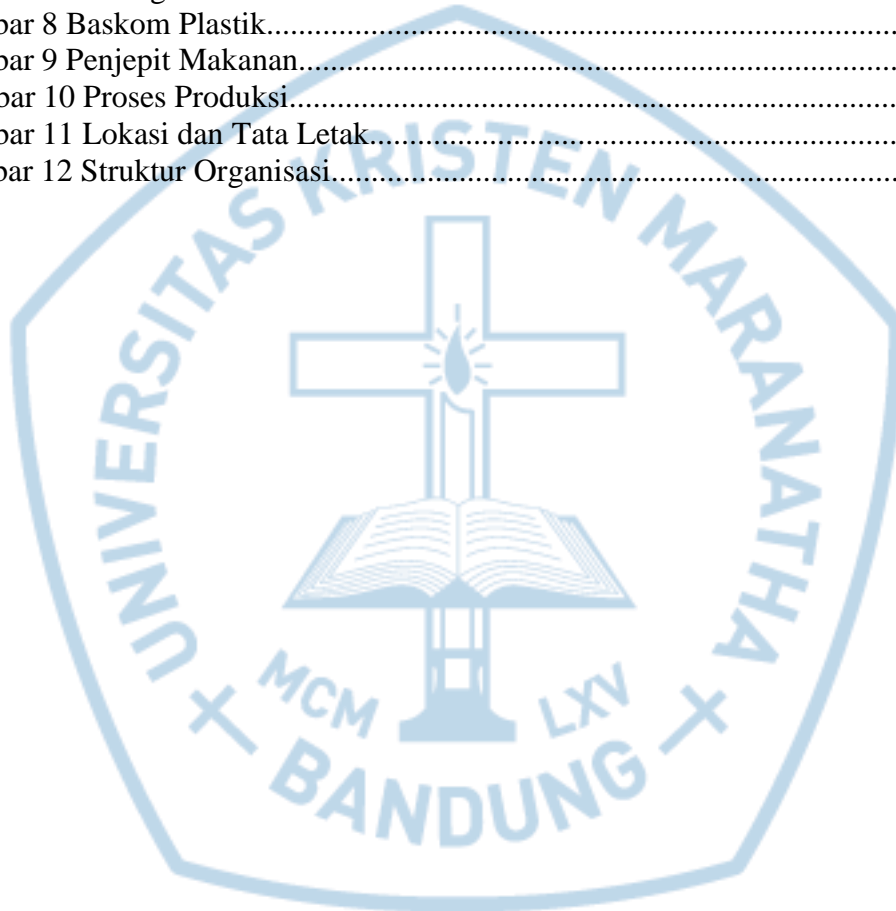 bar 8 Baskom Plastik..........................................................................
bar 9 Penjepit Makanan......................................................................
bar 10 Proses Produksi.......................................................................
bar 11 Lokasi dan Tata Letak.............................................................
bar 12 Struktur Organisasi..................................................................
UNIVERSITAS KRISTEN MARANATHA
MCM LXV
BANDUNG